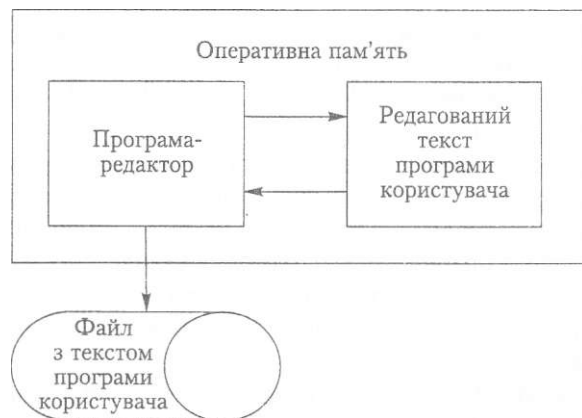 Оперативна пам'ять
Програма-
редактор
Редагований
текст
програми
користувача
Файл
з текстом
програми
користувача